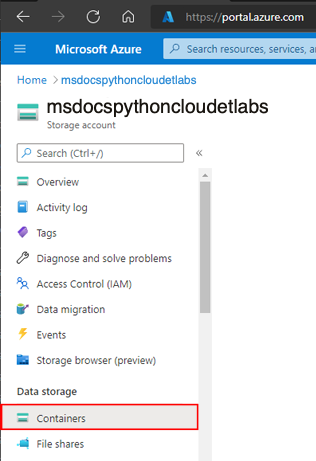 https://portal.azure.com
Microsoft Azure
Search resources, services, an
Home > msdocspythoncloudetlabs
msdocspythoncloudetlabs
Storage account
Search (Ctrl+/)
«
Overview
Activity log
Tags
Diagnose and solve problems
Access Control (IAM)
Data migration
Events
Storage browser (preview)
Data storage
Containers
File shares